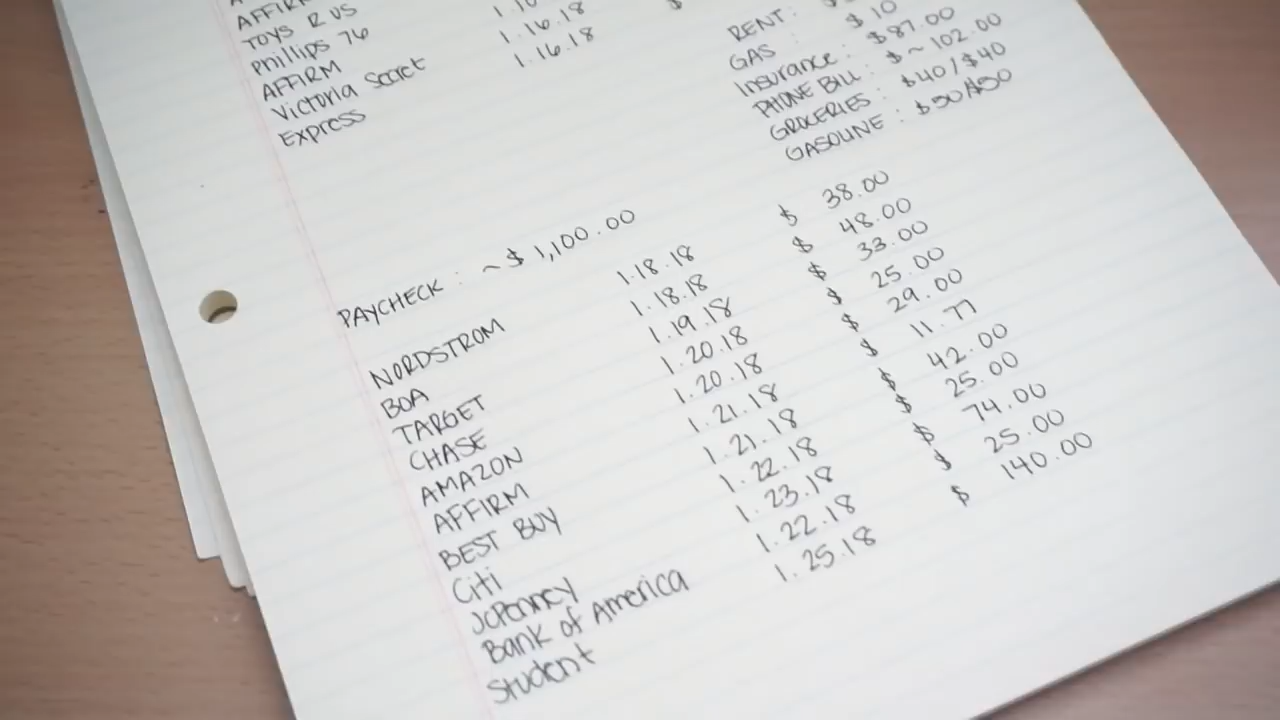 AFFIRM
TOYS R US
Phillips 76
AFFIRM 1.16.18
Victoria Secret 1.16.18
Express
RENT: $
GAS : $10
Insurance: $87.00
PHONE BILL: $~102.00
GROCERIES: $40/$40
GASOLINE: $50/$50
PAYCHECK: ~$1,100.00
NORDSTROM 1.18.18 $ 38.00
BOA 1.18.18 $ 48.00
TARGET 1.19.18 $ 33.00
CHASE 1.20.18 $ 25.00
AMAZON 1.20.18 $ 29.00
AFFIRM 1.21.18 $ 11.77
BEST BUY 1.21.18 $ 42.00
Citi 1.22.18 $ 25.00
JCPenney 1.23.18 $ 74.00
Bank of America 1.22.18 $ 25.00
Student 1.25.18 $ 140.00